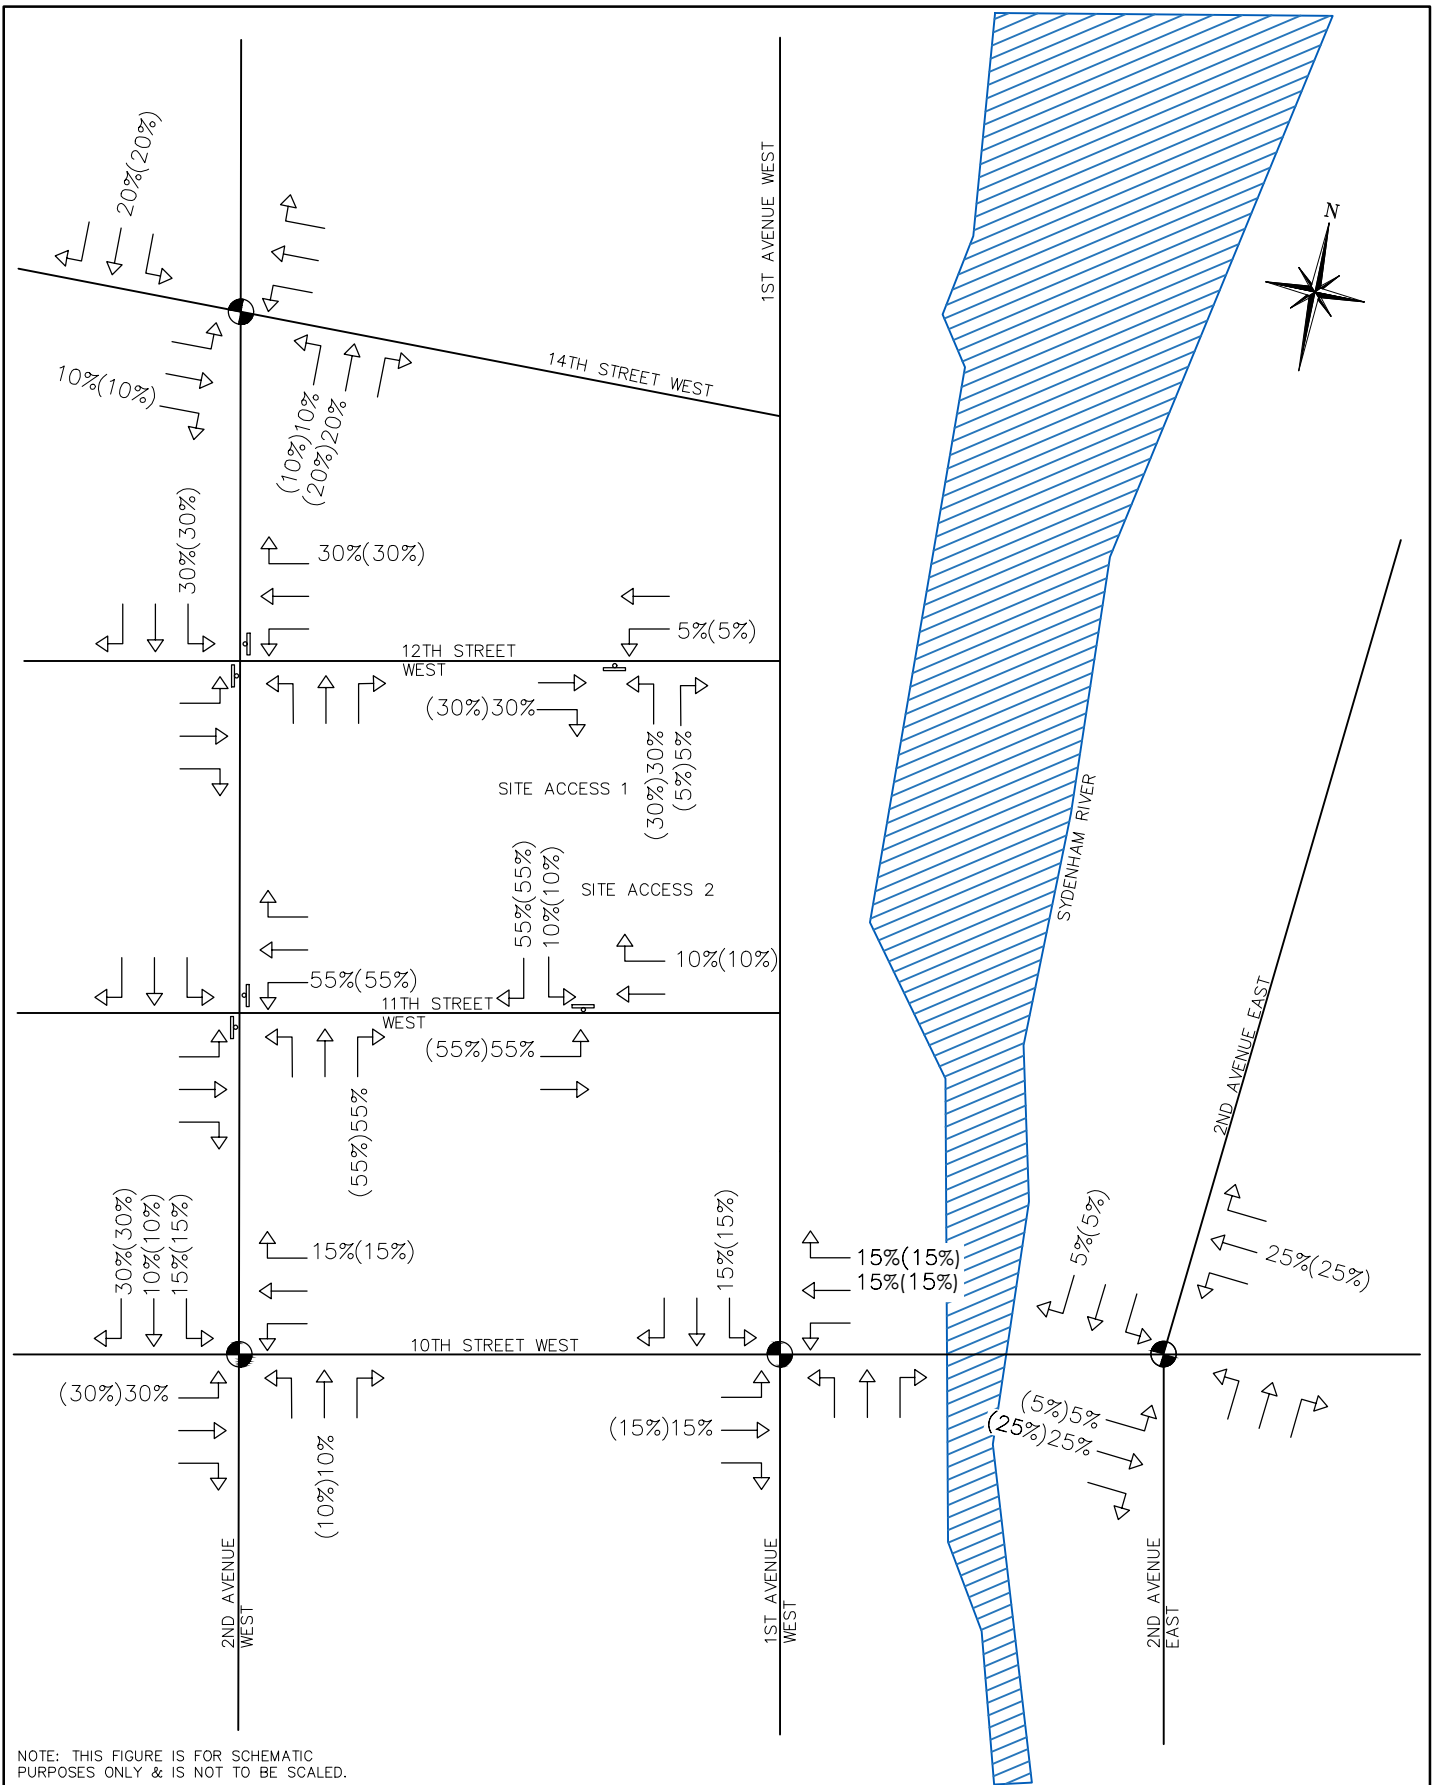 20%(20%)
1ST AVENUE WEST
N
10%(10%)
14TH STREET WEST
(10%)10%
(20%)20%
30%(30%)
30%(30%)
5%(5%)
12TH STREET
WEST
(30%)30%
(30%)30%
(5%)5%
SITE ACCESS 1
SYDENHAM RIVER
55%(55%)
10%(10%)
SITE ACCESS 2
10%(10%)
55%(55%)
11TH STREET
WEST
(55%)55%
(55%)55%
2ND AVENUE EAST
30%(30%)
10%(10%)
15%(15%)
15%(15%)
15%(15%)
15%(15%)
15%(15%)
5%(5%)
25%(25%)
10TH STREET WEST
(30%)30%
(10%)10%
(15%)15%
(5%)5%
(25%)25%
2ND AVENUE
WEST
1ST AVENUE
WEST
2ND AVENUE
EAST
NOTE: THIS FIGURE IS FOR SCHEMATIC
PURPOSES ONLY & IS NOT TO BE SCALED.